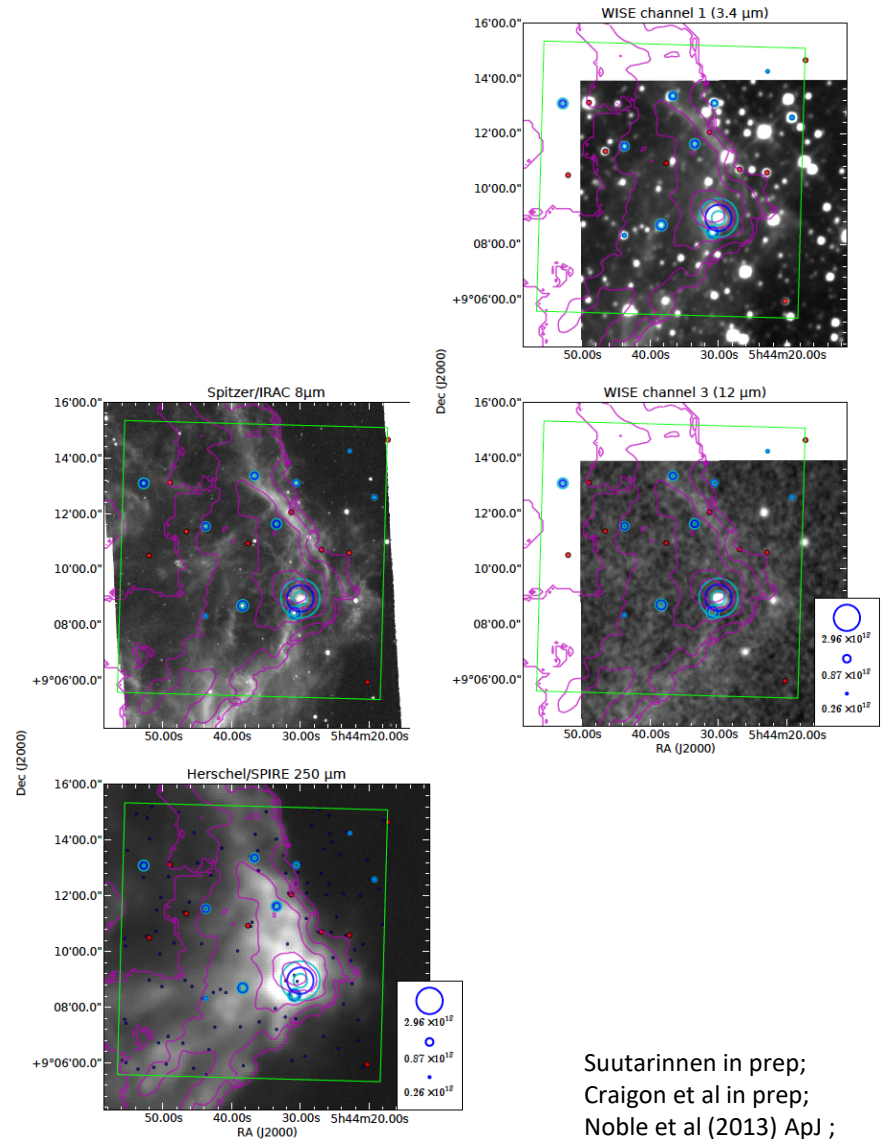 WISE channel 1 (3.4 μm)
16'00.0"
14'00.0"
12'00.0"
10'00.0"
08'00.0"
+9°06'00.0"
50.00s 40.00s 30.00s 5h44m20.00s
Dec (J2000)
Spitzer/IRAC 8μm
16'00.0"
14'00.0"
12'00.0"
10'00.0"
08'00.0"
+9°06'00.0"
50.00s 40.00s 30.00s 5h44m20.00s
Dec (J2000)
WISE channel 3 (12 μm)
16'00.0"
14'00.0"
12'00.0"
10'00.0"
08'00.0"
+9°06'00.0"
50.00s 40.00s 30.00s 5h44m20.00s
RA (J2000)
2.96 ×10¹⁸
0.87 ×10¹⁸
0.26 ×10¹⁸
Herschel/SPIRE 250 μm
16'00.0"
14'00.0"
12'00.0"
10'00.0"
08'00.0"
+9°06'00.0"
50.00s 40.00s 30.00s 5h44m20.00s
RA (J2000)
2.96 ×10¹⁸
0.87 ×10¹⁸
0.26 ×10¹⁸
Suutarinnen in prep;
Craigon et al in prep;
Noble et al (2013) ApJ ;